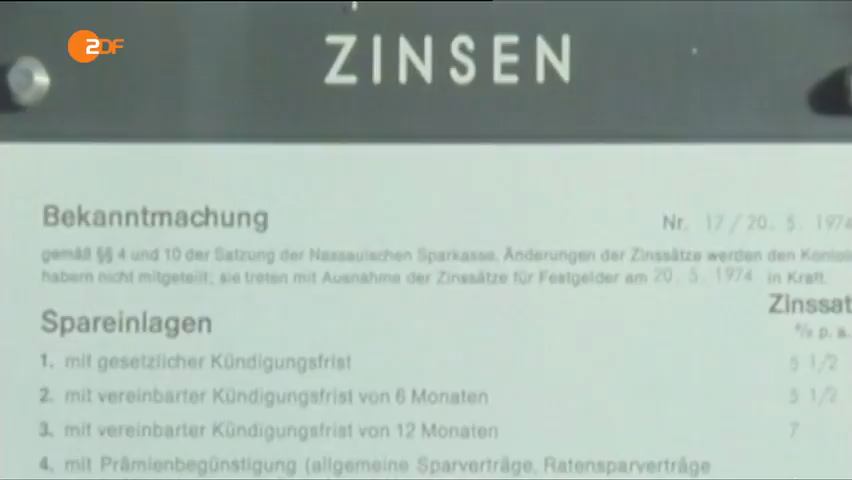 ZDF
ZINSEN
Bekanntmachung
Nr. 17/20. 5. 1974
gemäß §§ 4 und 10 der Satzung der Nassauischen Sparkasse. Änderungen der Zinssätze werden den Kontoin
habern nicht mitgeteilt; sie treten mit Ausnahme der Zinssätze für Festgelder am 20. 5. 1974 in Kraft.
Zinssat
Spareinlagen
% p. a.
1. mit gesetzlicher Kündigungsfrist 5 1/2
2. mit vereinbarter Kündigungsfrist von 6 Monaten 5 1/2
3. mit vereinbarter Kündigungsfrist von 12 Monaten 7
4. mit Prämienbegünstigung (allgemeine Sparverträge, Ratensparverträge